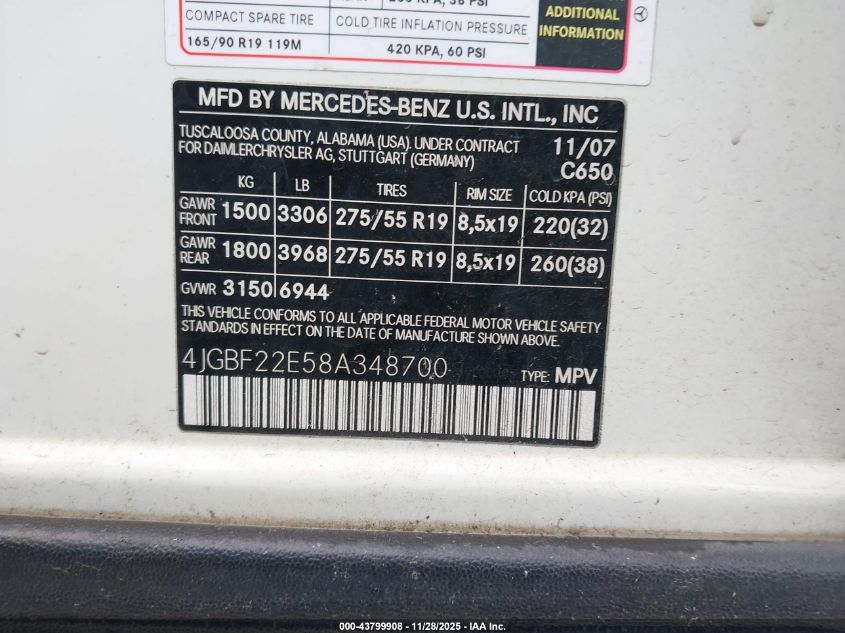 COMPACT SPARE TIRE COLD TIRE INFLATION PRESSURE
165/90 R19 119M 420 KPA, 60 PSI
ADDITIONAL
INFORMATION
MFD BY MERCEDES-BENZ U.S. INTL., INC
TUSCALOOSA COUNTY, ALABAMA (USA). UNDER CONTRACT 11/07
FOR DAIMLERCHRYSLER AG, STUTTGART (GERMANY) C650
KG LB TIRES RIM SIZE COLD KPA (PSI)
GAWR FRONT 1500 3306 275/55 R19 8,5x19 220(32)
GAWR REAR 1800 3968 275/55 R19 8,5x19 260(38)
GVWR 3150 6944
THIS VEHICLE CONFORMS TO ALL APPLICABLE FEDERAL MOTOR VEHICLE SAFETY
STANDARDS IN EFFECT ON THE DATE OF MANUFACTURE SHOWN ABOVE.
4JGBF22E58A348700 TYPE: MPV
000-43799908 - 11/28/2025 - IAA Inc.